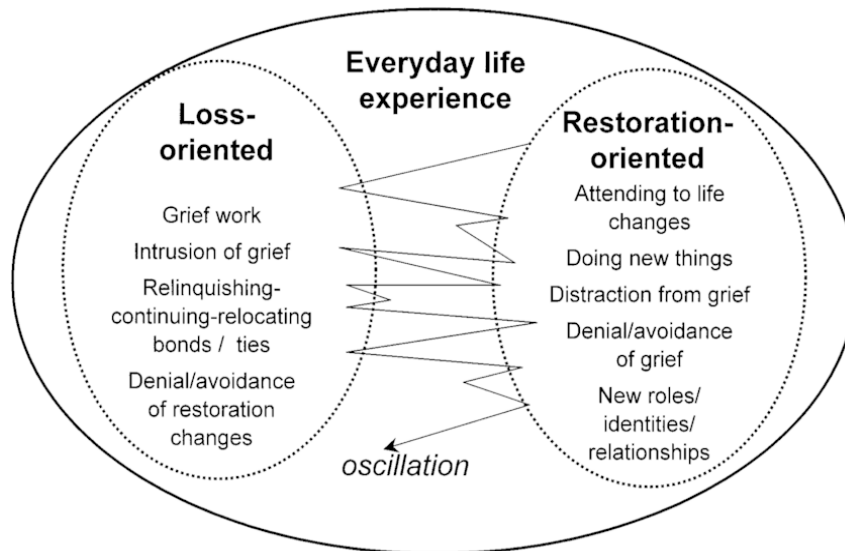 Everyday life
experience
Loss-
oriented
Grief work
Intrusion of grief
Relinquishing-
continuing-relocating
bonds / ties
Denial/avoidance
of restoration
changes
Restoration-
oriented
Attending to life
changes
Doing new things
Distraction from grief
Denial/avoidance
of grief
New roles/
identities/
relationships
oscillation